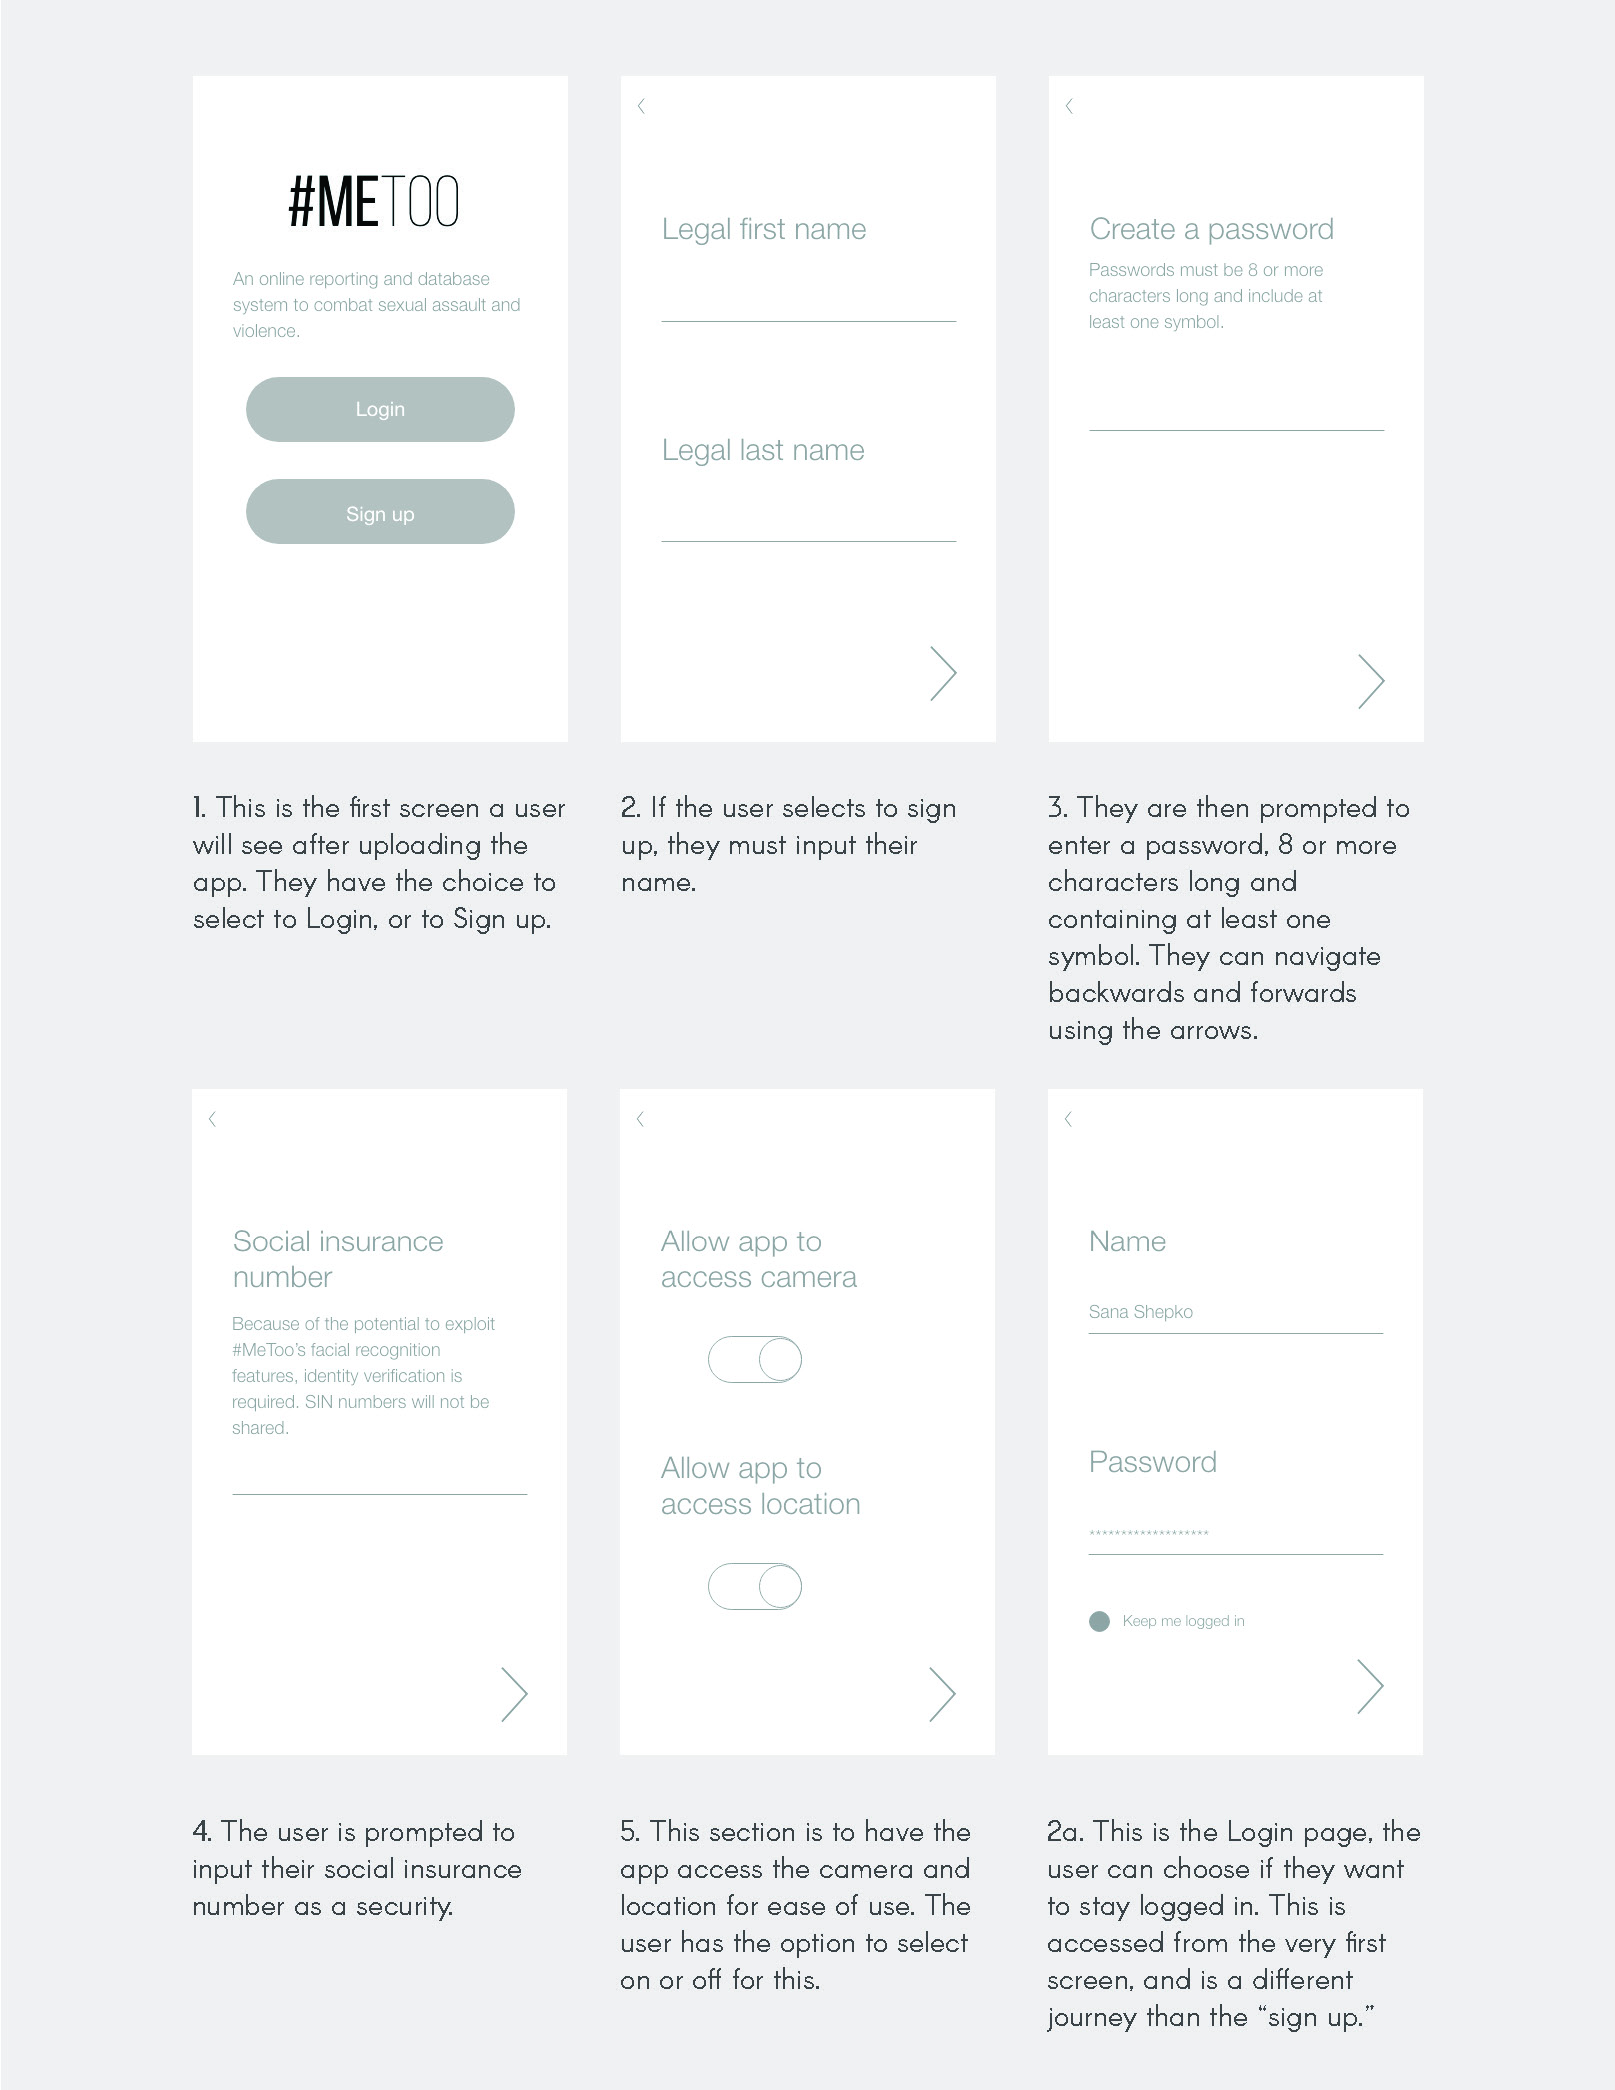 #METOO
An online reporting and database
system to combat sexual assault and
violence.
Login
Sign up
Legal first name
Legal last name
Create a password
Passwords must be 8 or more
characters long and include at
least one symbol.
1. This is the first screen a user
will see after uploading the
app. They have the choice to
select to Login, or to Sign up.
2. If the user selects to sign
up, they must input their
name.
3. They are then prompted to
enter a password, 8 or more
characters long and
containing at least one
symbol. They can navigate
backwards and forwards
using the arrows.
Social insurance
number
Because of the potential to exploit
#MeToo's facial recognition
features, identity verification is
required. SIN numbers will not be
shared.
Allow app to
access camera
Allow app to
access location
Name
Sana Shepko
Password
*******************
Keep me logged in
4. The user is prompted to
input their social insurance
number as a security.
5. This section is to have the
app access the camera and
location for ease of use. The
user has the option to select
on or off for this.
2a. This is the Login page, the
user can choose if they want
to stay logged in. This is
accessed from the very first
screen, and is a different
journey than the “sign up.”